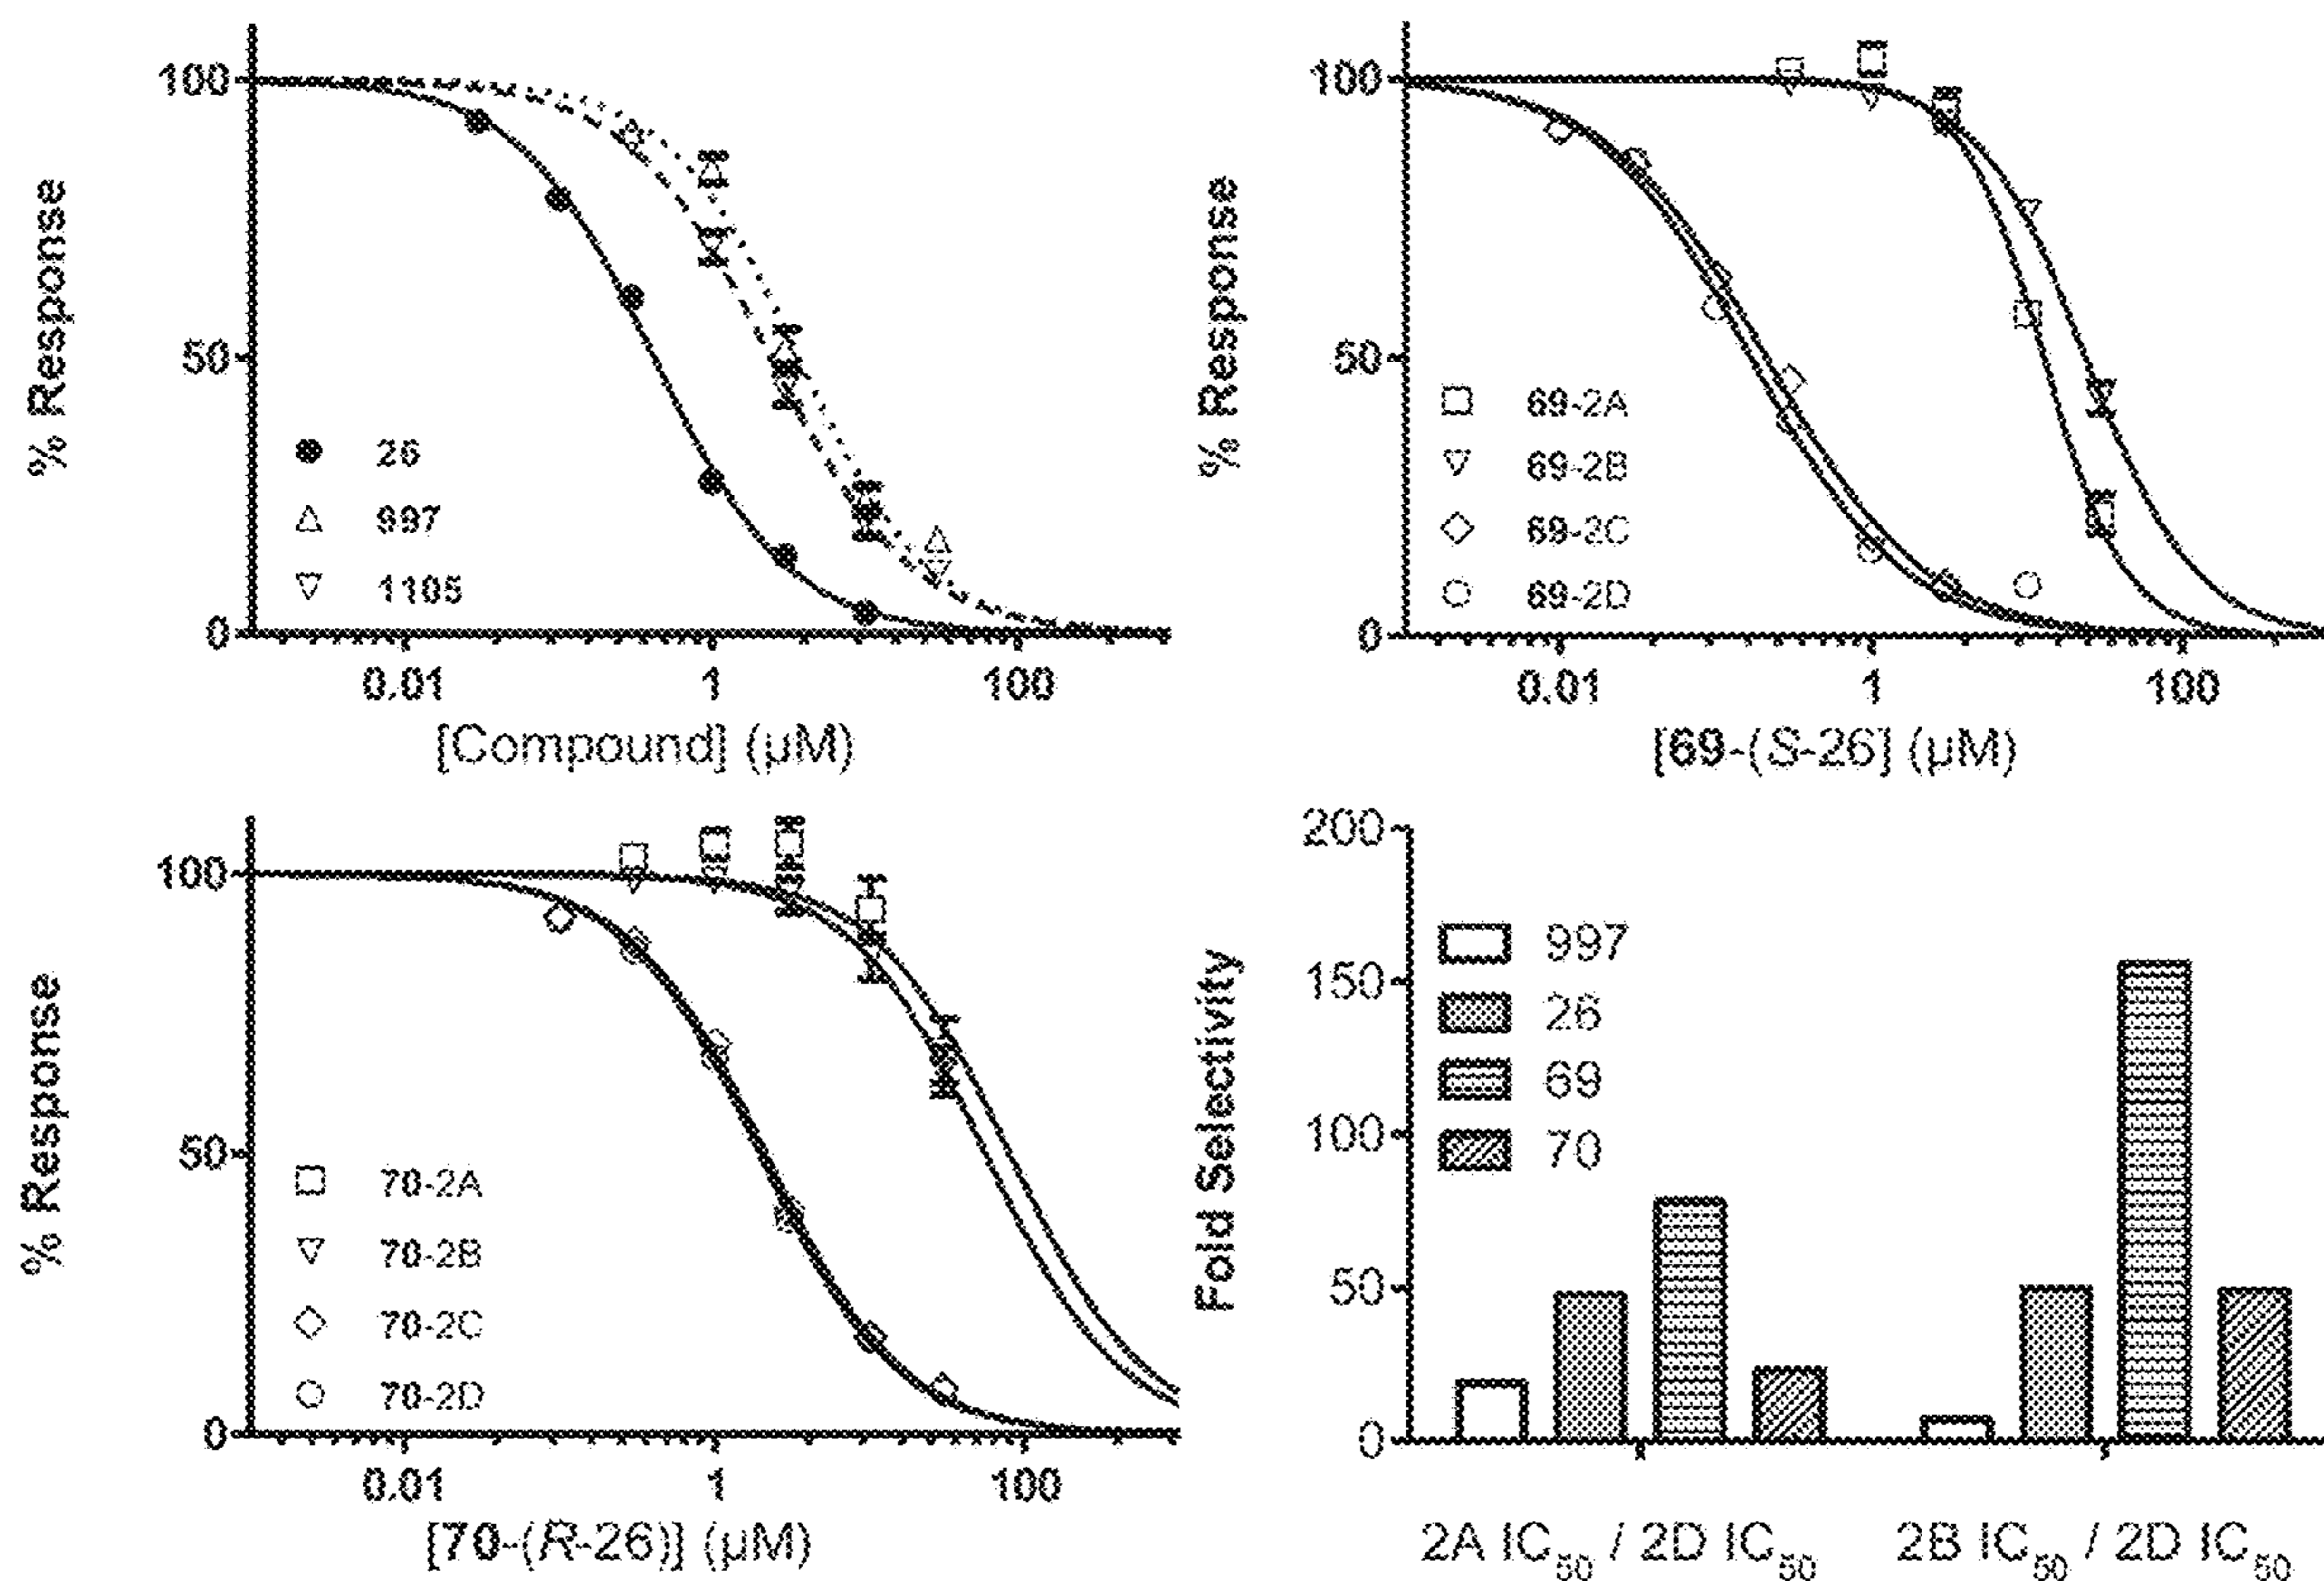 % Response
100
50
0
26
997
1105
0.01 1 100
[Compound] (µM)
% Response
100
50
0
69-2A
69-2B
69-2C
69-2D
0.01 1 100
[69-(S-26] (µM)
% Response
100
50
0
70-2A
70-2B
70-2C
70-2D
0.01 1 100
[70-(R-26)] (µM)
Fold Selectivity
200
150
100
50
0
997
26
69
70
2A IC50 / 2D IC50
2B IC50 / 2D IC50